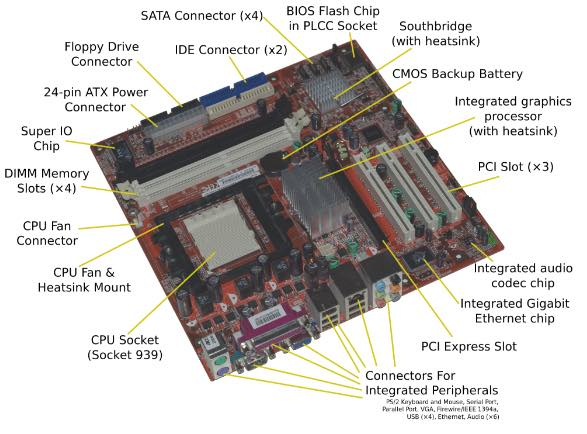 SATA Connector (x4)
BIOS Flash Chip
in PLCC Socket
Southbridge
(with heatsink)
Floppy Drive
Connector
IDE Connector (x2)
CMOS Backup Battery
24-pin ATX Power
Connector
Integrated graphics
processor
(with heatsink)
Super IO
Chip
PCI Slot (×3)
DIMM Memory
Slots (×4)
CPU Fan
Connector
CPU Fan &
Heatsink Mount
Integrated audio
codec chip
Integrated Gigabit
Ethernet chip
CPU Socket
(Socket 939)
PCI Express Slot
Connectors For
Integrated Peripherals
PS/2 Keyboard and Mouse, Serial Port,
Parallel Port, VGA, Firewire/IEEE 1394a,
USB (×4), Ethernet, Audio (×6)